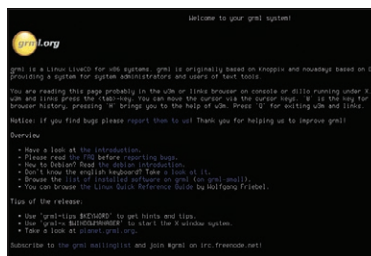 Welcome to your grml system!
grml.org
grml is a Linux LiveCD for x86 systems. grml is originally based on Knoppix and nowadays based on
providing a system for system administrators and users of text tools.
You are reading this page probably in the w3m or links browser on console or dillo running under X.
w3m and links press the <tab>-key. You can move the cursor via the cursor keys. 'B' is the key for
browser history, pressing 'H' brings you to the help of w3m. Press 'Q' for exiting w3m and links.
Notice: if you find bugs please report them to us! Thank you for helping us to improve grml!
Overview
• Have a look at the introduction.
• Please read the FAQ before reporting bugs.
• New to Debian? Read the debian introduction.
• Don't know the english keyboard? Take a look at it.
• Browse the list of installed software on grml (on grml-small).
• You can browse the Linux Quick Reference Guide by Wolfgang Friebel.
Tips of the release:
• Use 'grml-tips $KEYWORD' to get hints and tips.
• Use 'grml-x $WINDOWMANAGER' to start the X window system.
• Take a look at planet.grml.org.
Subscribe to the grml mailinglist and join #grml on irc.freenode.net!